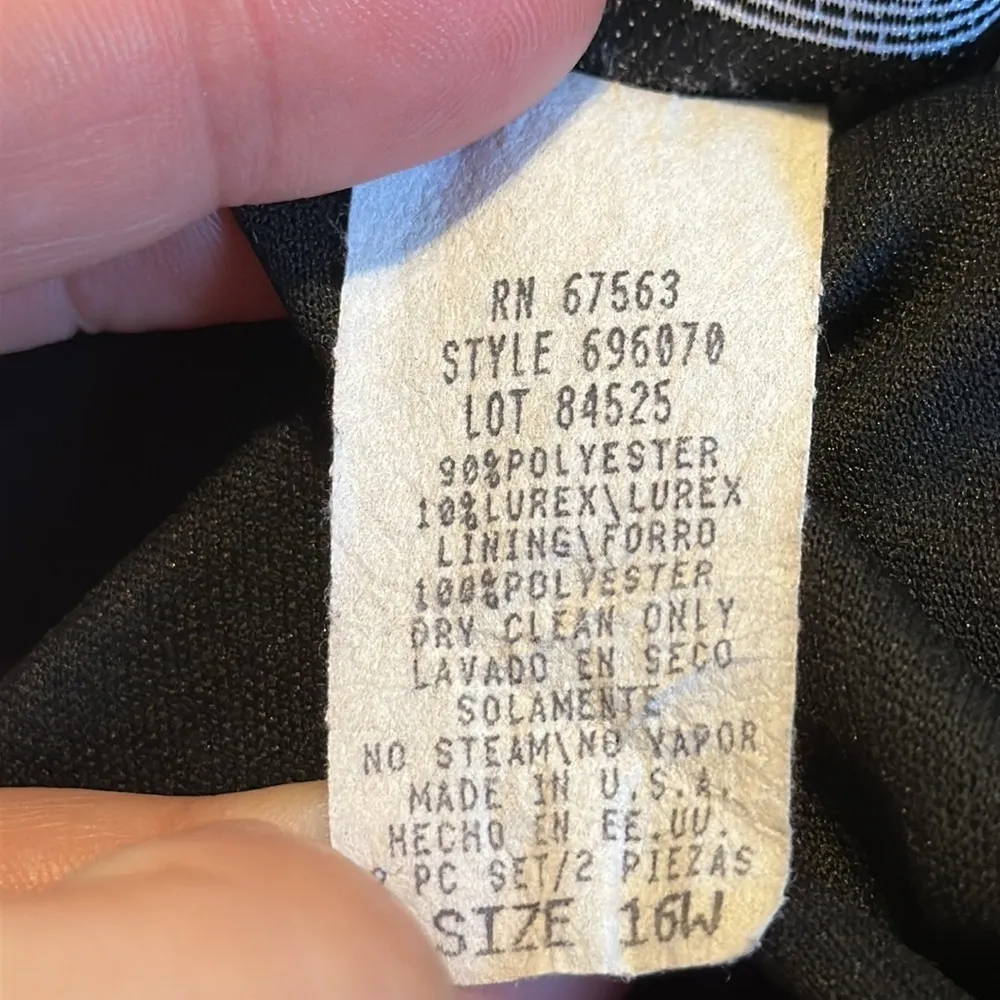 RN 67563
STYLE 696070
LOT 84525
90%POLYESTER
10%LUREX\LUREX
LINING\FORRO
100%POLYESTER
DRY CLEAN ONLY
LAVADO EN SECO
SOLAMENTE
NO STEAM\NO VAPOR
MADE IN U.S.A.
HECHO EN EE.UU.
2 PC SET/2 PIEZAS
SIZE 16W